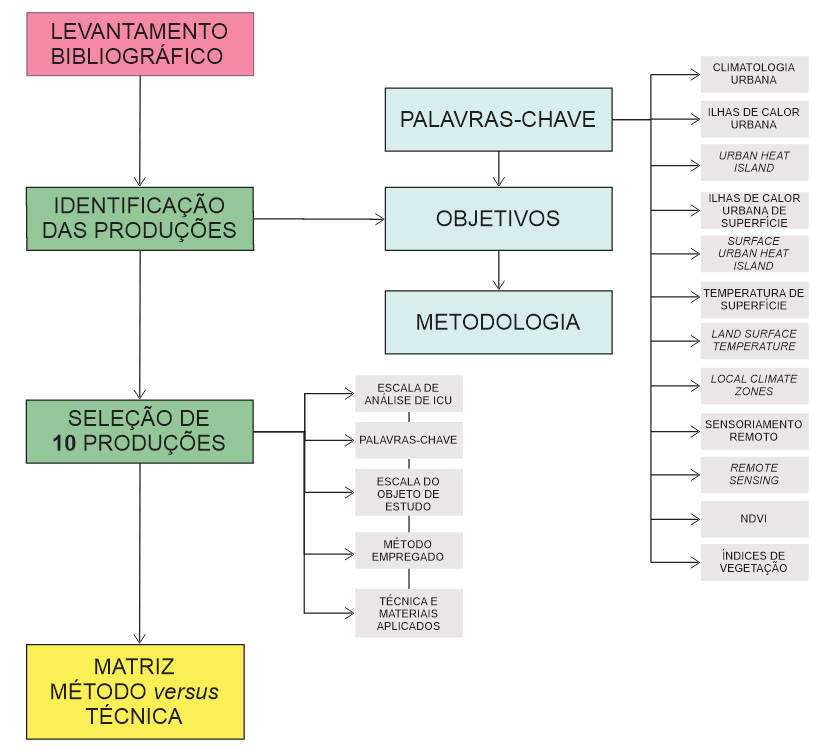 LEVANTAMENTO
BIBLIOGRÁFICO
IDENTIFICAÇÃO
DAS PRODUÇÕES
SELEÇÃO DE
10 PRODUÇÕES
MATRIZ
MÉTODO versus
TÉCNICA
PALAVRAS-CHAVE
OBJETIVOS
METODOLOGIA
ESCALA DE
ANÁLISE DE ICU
PALAVRAS-CHAVE
ESCALA DO
OBJETO DE
ESTUDO
MÉTODO
EMPREGADO
TÉCNICA E
MATERIAIS
APLICADOS
CLIMATOLOGIA
URBANA
ILHAS DE CALOR
URBANA
URBAN HEAT
ISLAND
ILHAS DE CALOR
URBANA DE
SUPERFÍCIE
SURFACE
URBAN HEAT
ISLAND
TEMPERATURA DE
SUPERFÍCIE
LAND SURFACE
TEMPERATURE
LOCAL CLIMATE
ZONES
SENSORIAMENTO
REMOTO
REMOTE
SENSING
NDVI
ÍNDICES DE
VEGETAÇÃO